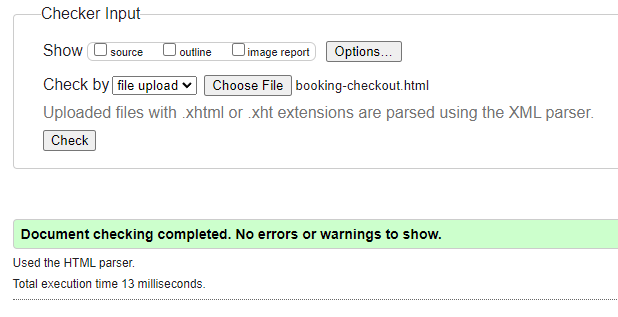 Checker Input
Show source outline image report Options...
Check by file upload Choose File booking-checkout.html
Uploaded files with .xhtml or .xht extensions are parsed using the XML parser.
Check
Document checking completed. No errors or warnings to show.
Used the HTML parser.
Total execution time 13 milliseconds.